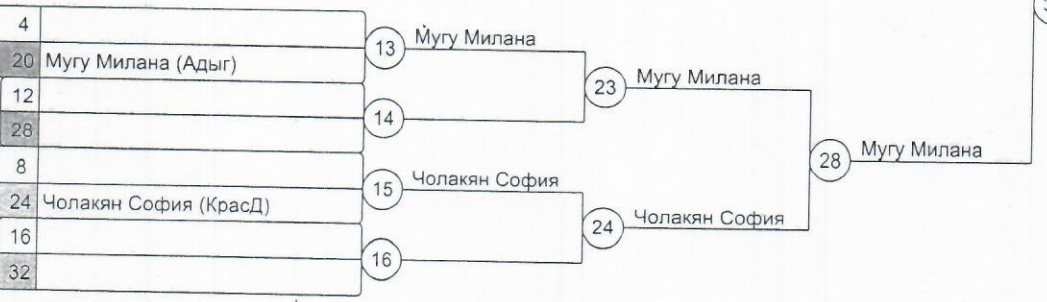 4
20 Мугу Милана (Адыг)
12
28
8
24 Чолакян София (КрасД)
16
32
13 Мугу Милана
14
15 Чолакян София
16
23 Мугу Милана
24 Чолакян София
28 Мугу Милана